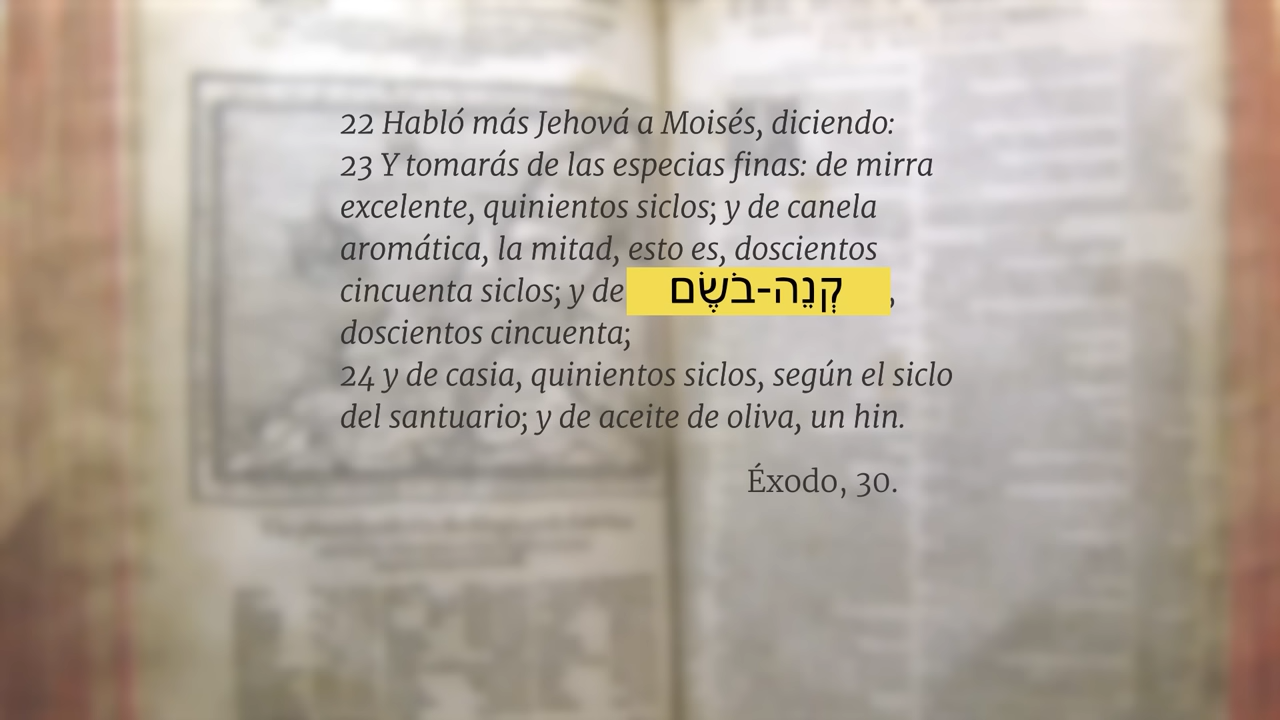 22 Habló más Jehová a Moisés, diciendo:
23 Y tomarás de las especias finas: de mirra
excelente, quinientos siclos; y de canela
aromática, la mitad, esto es, doscientos
cincuenta siclos; y de קְנֵה-בֹשֶׂם,
doscientos cincuenta;
24 y de casia, quinientos siclos, según el siclo
del santuario; y de aceite de oliva, un hin.
Éxodo, 30.